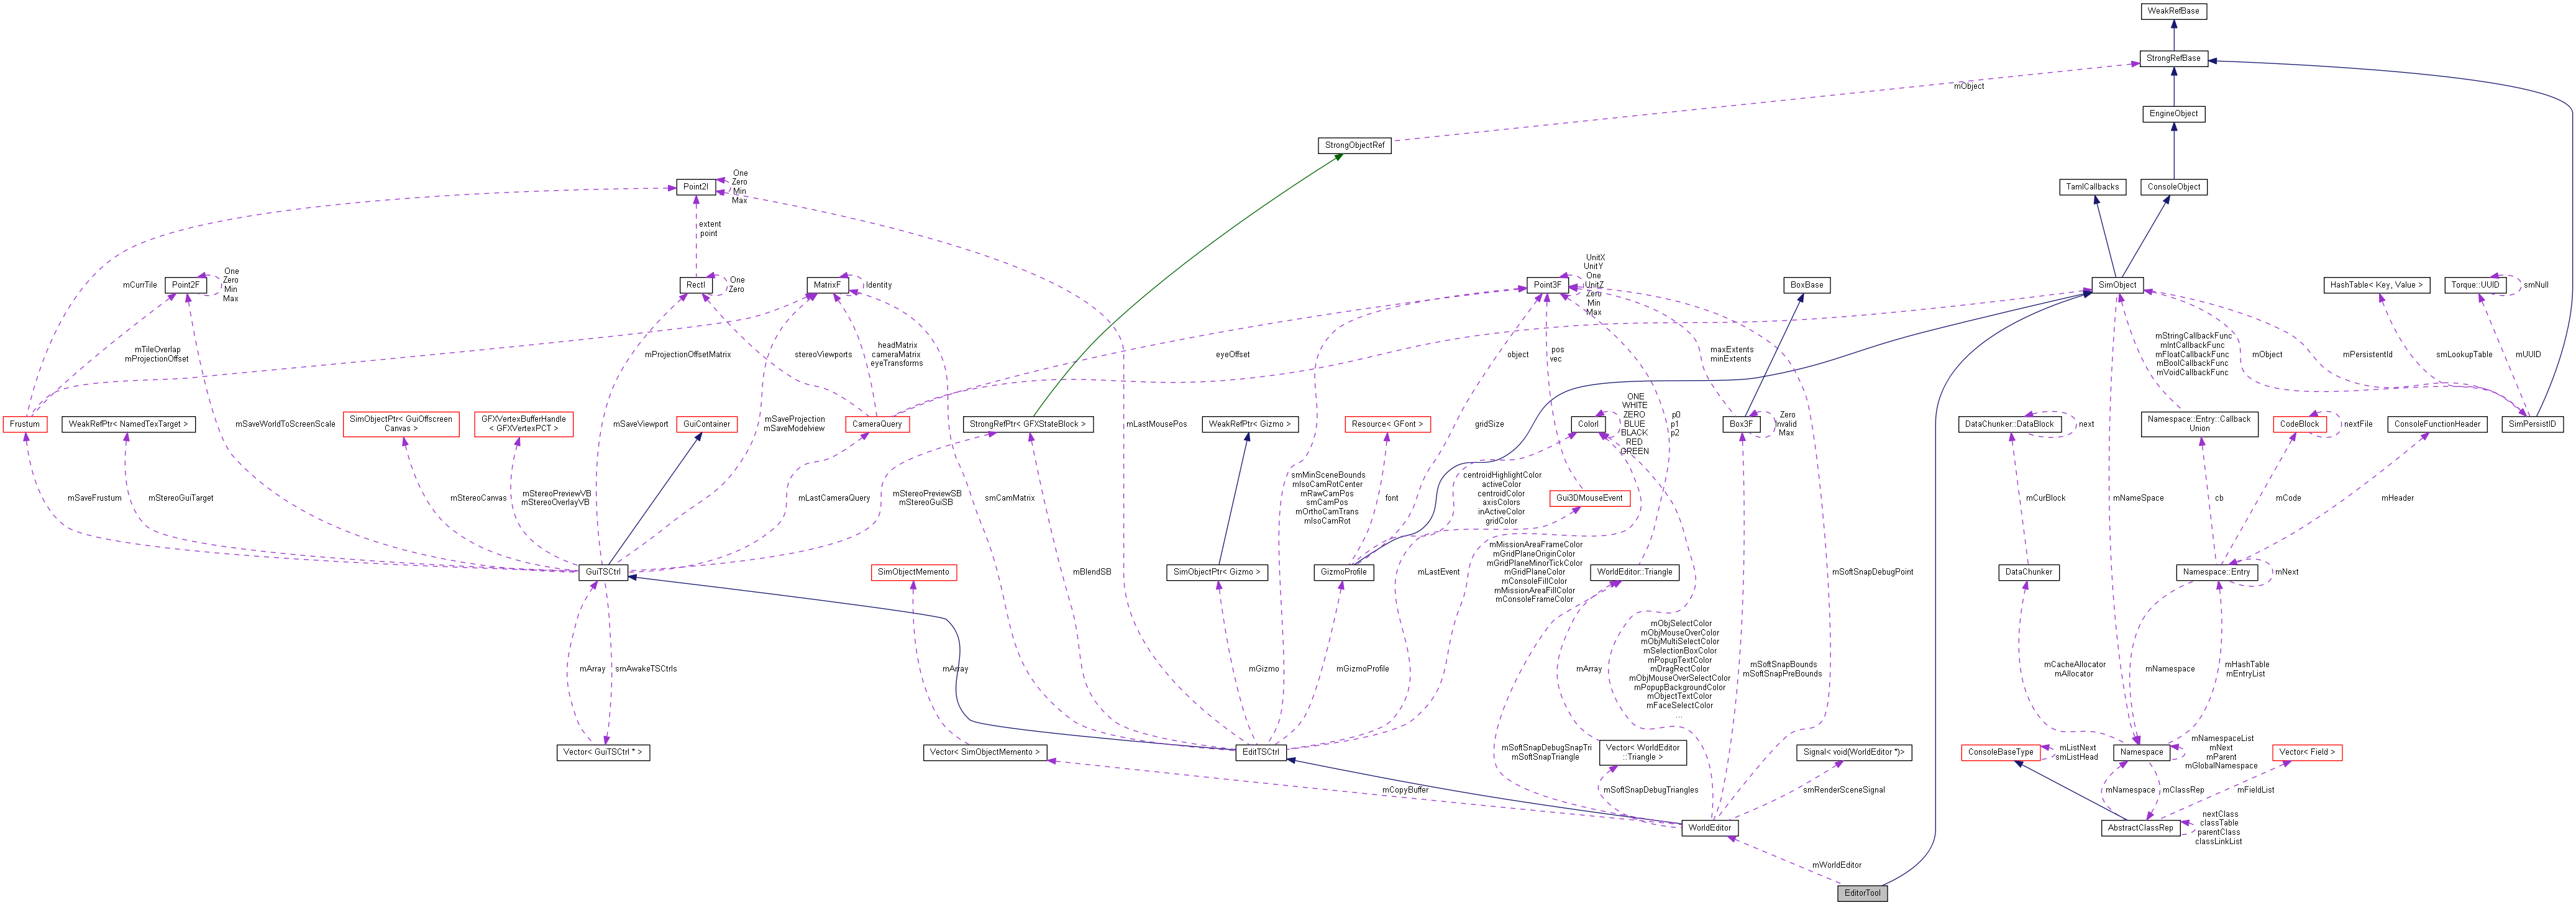 WeakRefBase
StrongRefBase
mObject
EngineObject
StrongObjectRef
Point2I
One
Zero
Min
Max
TamlCallbacks
ConsoleObject
extent
point
Point2F
One
Zero
Min
Max
mCurrTile
RectI
One
Zero
MatrixF
Identity
Point3F
UnitX
UnitY
One
UnitZ
Zero
Min
Max
BoxBase
SimObject
HashTable< Key, Value >
Torque::UUID
smNull
mTileOverlap
mProjectionOffset
mProjectionOffsetMatrix
stereoViewports
headMatrix
cameraMatrix
eyeTransforms
eyeOffset
object
pos
vec
maxExtents
minExtents
mStringCallbackFunc
mIntCallbackFunc
mFloatCallbackFunc
mBoolCallbackFunc
mVoidCallbackFunc
mObject
mPersistentId
smLookupTable
mUUID
Frustum
WeakRefPtr< NamedTexTarget >
mSaveWorldToScreenScale
SimObjectPtr< GuiOffscreen
Canvas >
GFXVertexBufferHandle
< GFXVertexPCT >
mSaveViewport
GuiContainer
mSaveProjection
mSaveModelview
CameraQuery
StrongRefPtr< GFXStateBlock >
mLastMousePos
WeakRefPtr< Gizmo >
Resource< GFont >
gridSize
ColorI
ONE
WHITE
ZERO
BLUE
BLACK
RED
GREEN
p0
p1
p2
Box3F
Zero
Invalid
Max
DataChunker::DataBlock
next
Namespace::Entry::Callback
Union
CodeBlock
nextFile
ConsoleFunctionHeader
SimPersistID
mSaveFrustum
mStereoGuiTarget
mStereoCanvas
mStereoPreviewVB
mStereoOverlayVB
mLastCameraQuery
mStereoPreviewSB
mStereoGuiSB
smCamMatrix
smMinSceneBounds
mIsoCamRotCenter
mRawCamPos
smCamPos
mOrthoCamTrans
mIsoCamRot
font
centroidHighlightColor
activeColor
centroidColor
axisColors
inActiveColor
gridColor
Gui3DMouseEvent
mCurBlock
mNameSpace
cb
mCode
mHeader
GuiTSCtrl
SimObjectMemento
mBlendSB
SimObjectPtr< Gizmo >
GizmoProfile
mLastEvent
mMissionAreaFrameColor
mGridPlaneOriginColor
mGridPlaneMinorTickColor
mGridPlaneColor
mConsoleFillColor
mMissionAreaFillColor
mConsoleFrameColor
WorldEditor::Triangle
mSoftSnapDebugPoint
DataChunker
Namespace::Entry
mNext
mArray
smAwakeTSCtrls
mArray
mGizmo
mGizmoProfile
mArray
mObjSelectColor
mObjMouseOverColor
mObjMultiSelectColor
mSelectionBoxColor
mPopupTextColor
mDragRectColor
mObjMouseOverSelectColor
mPopupBackgroundColor
mObjectTextColor
mFaceSelectColor
...
mSoftSnapBounds
mSoftSnapPreBounds
mCacheAllocator
mAllocator
mNamespace
mHashTable
mEntryList
Vector< GuiTSCtrl * >
Vector< SimObjectMemento >
EditTSCtrl
mSoftSnapDebugSnapTri
mSoftSnapTriangle
Vector< WorldEditor
::Triangle >
Signal< void(WorldEditor *)>
ConsoleBaseType
mListNext
smListHead
Namespace
mNamespaceList
mNext
mParent
mGlobalNamespace
Vector< Field >
mCopyBuffer
mSoftSnapDebugTriangles
smRenderSceneSignal
mNamespace
mClassRep
mFieldList
WorldEditor
AbstractClassRep
nextClass
classTable
parentClass
classLinkList
mWorldEditor
EditorTool